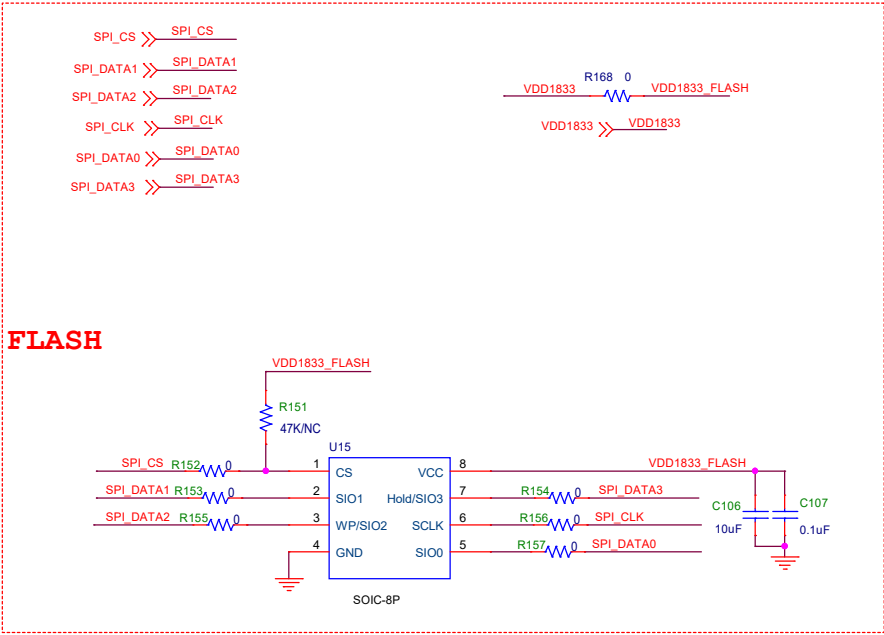 SPI_CS SPI_CS
SPI_DATA1 SPI_DATA1
SPI_DATA2 SPI_DATA2
SPI_CLK SPI_CLK
SPI_DATA0 SPI_DATA0
SPI_DATA3 SPI_DATA3
R168 0
VDD1833 VDD1833_FLASH
VDD1833 VDD1833
FLASH
VDD1833_FLASH
R151
47K/NC
U15
SPI_CS R152 0 1 CS VCC 8 VDD1833_FLASH
SPI_DATA1 R153 0 2 SIO1 Hold/SIO3 7 R154 0 SPI_DATA3
SPI_DATA2 R155 0 3 WP/SIO2 SCLK 6 R156 0 SPI_CLK
4 GND SIO0 5 R157 0 SPI_DATA0
C106 C107
10uF 0.1uF
SOIC-8P